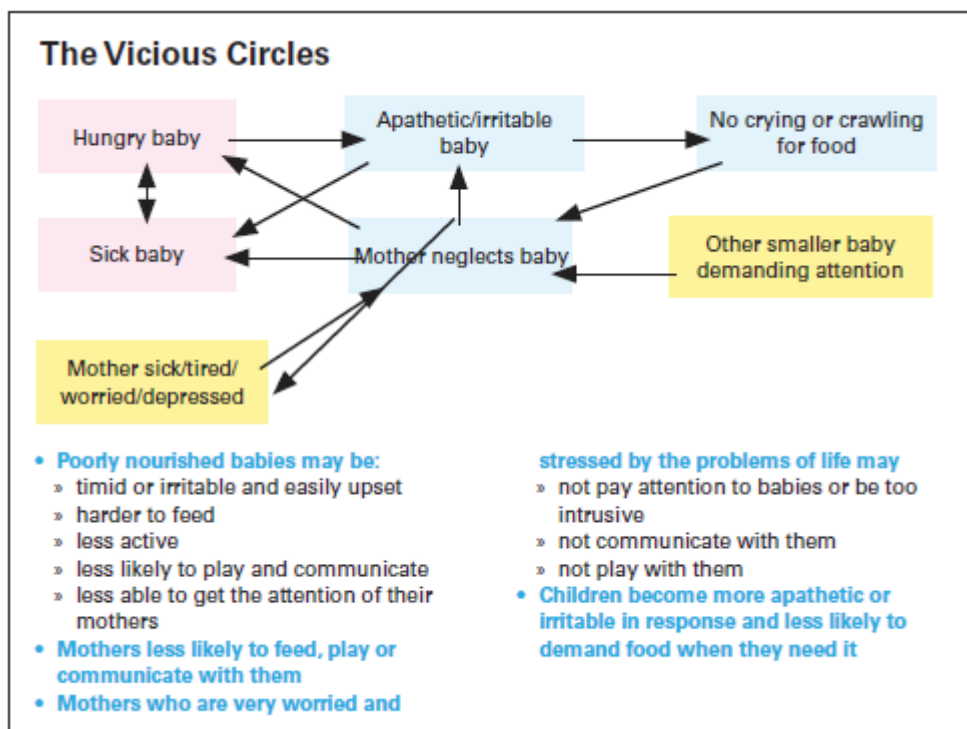 The Vicious Circles
Hungry baby
Apathetic/irritable
baby
No crying or crawling
for food
Sick baby
Mother neglects baby
Other smaller baby
demanding attention
Mother sick/tired/
worried/depressed
• Poorly nourished babies may be:
» timid or irritable and easily upset
» harder to feed
» less active
» less likely to play and communicate
» less able to get the attention of their
mothers
• Mothers less likely to feed, play or
communicate with them
• Mothers who are very worried and
stressed by the problems of life may
» not pay attention to babies or be too
intrusive
» not communicate with them
» not play with them
• Children become more apathetic or
irritable in response and less likely to
demand food when they need it